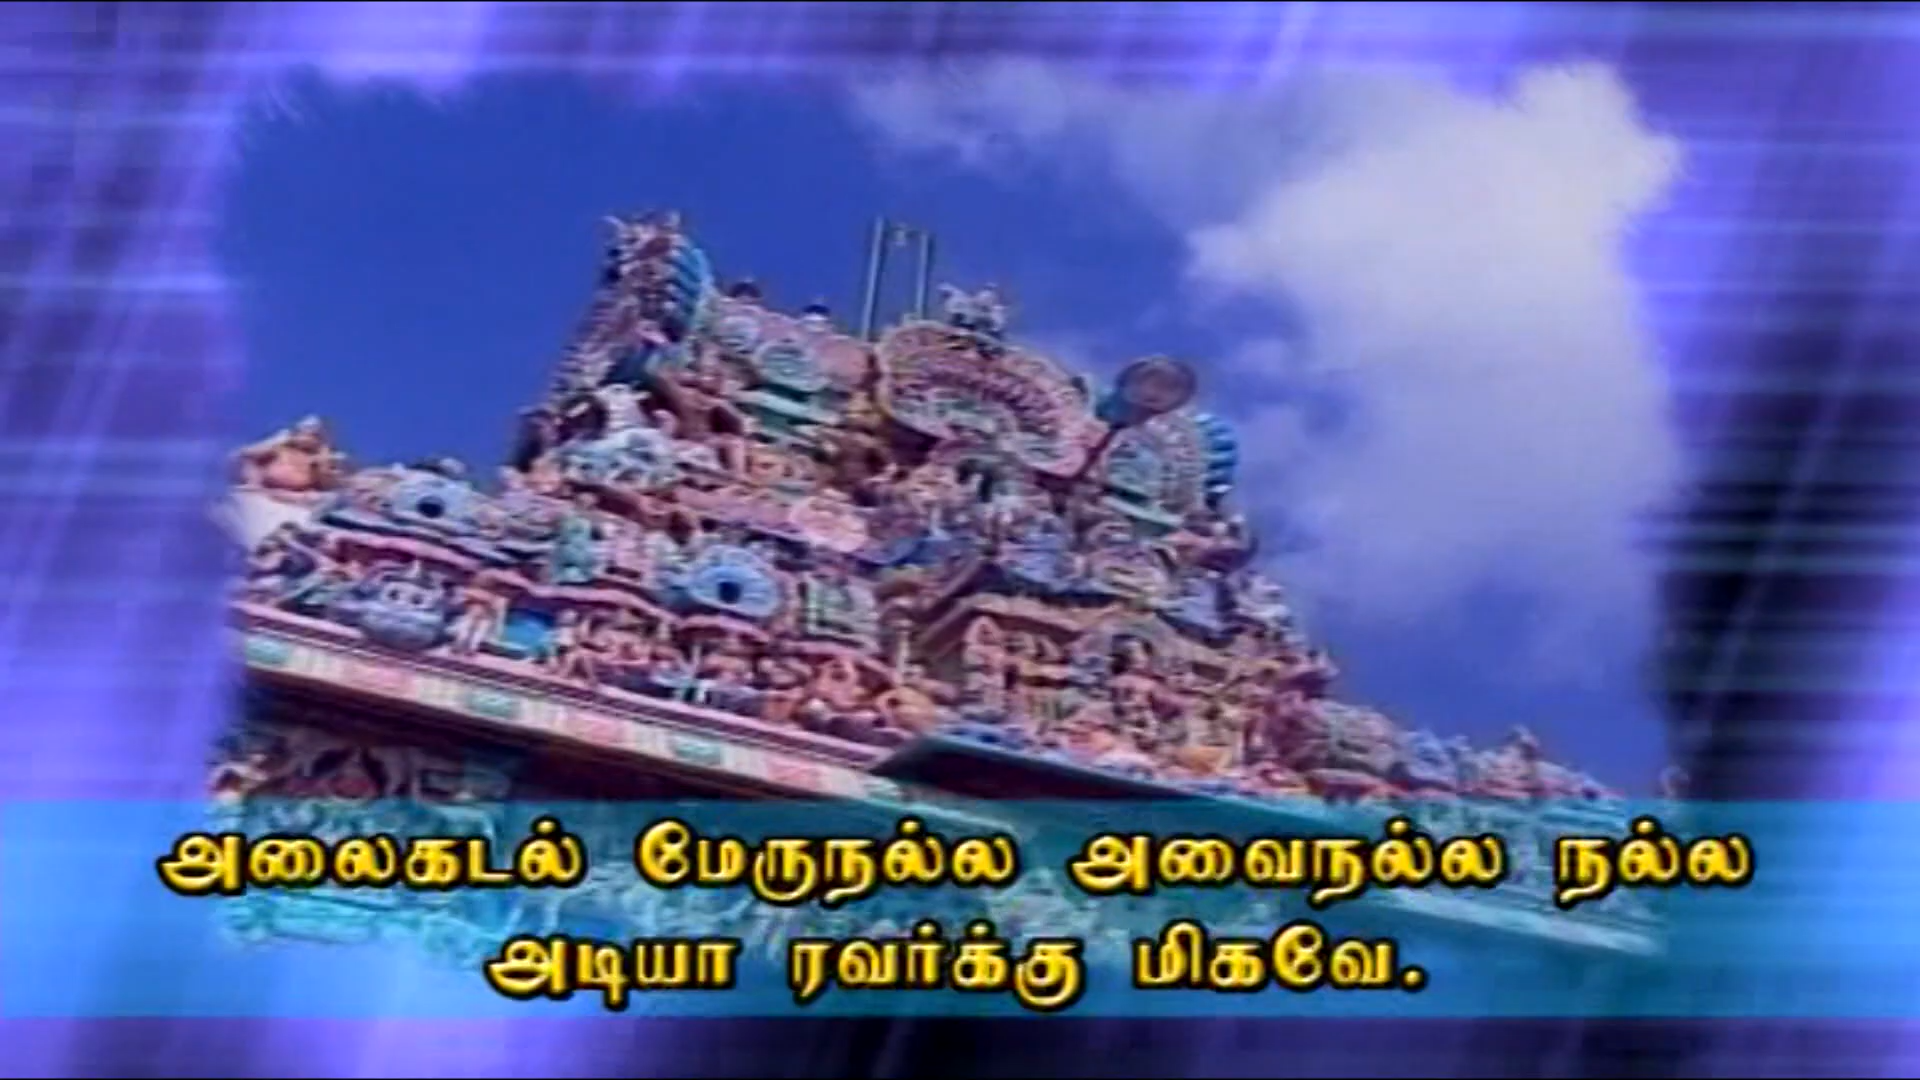 அலைகடல் மேருநல்ல அவைநல்ல நல்ல
அடியா ரவர்க்கு மிகவே.